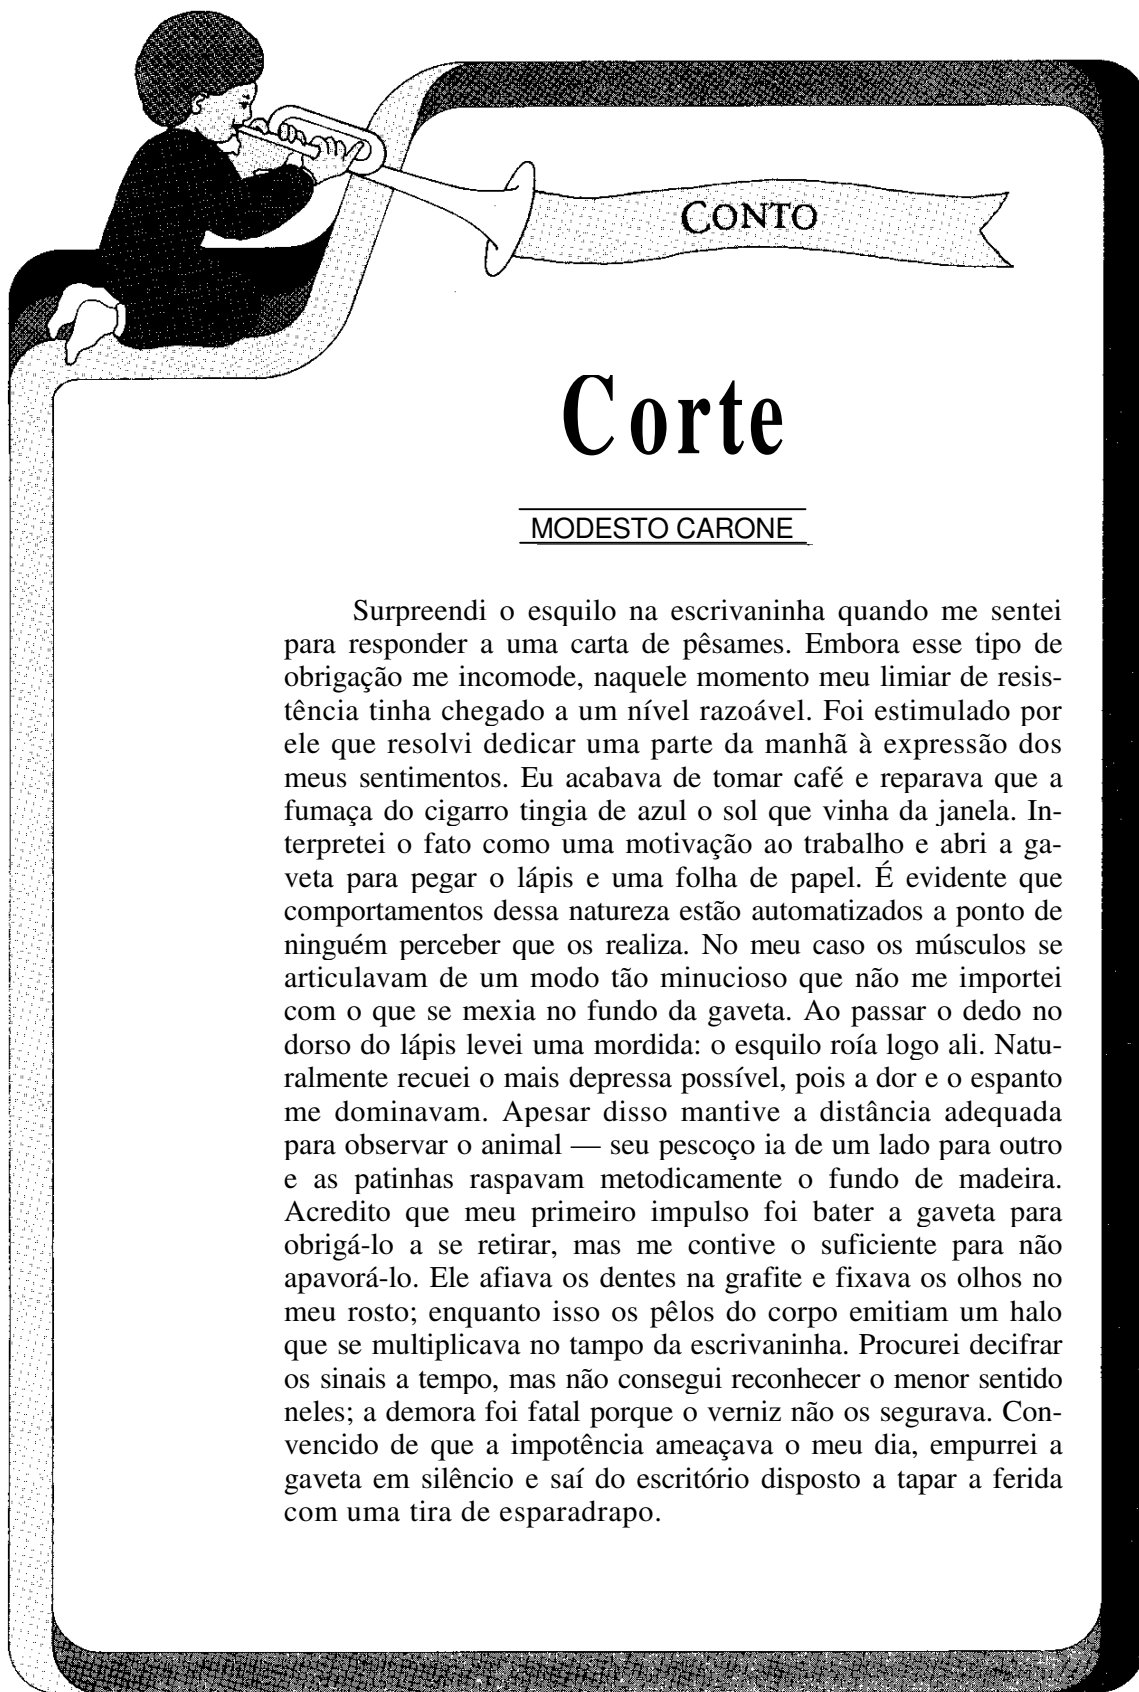 CONTO
Corte
MODESTO CARONE
Surpreendi o esquilo na escrivaninha quando me sentei
para responder a uma carta de pêsames. Embora esse tipo de
obrigação me incomode, naquele momento meu limiar de resis-
tência tinha chegado a um nível razoável. Foi estimulado por
ele que resolvi dedicar uma parte da manhã à expressão dos
meus sentimentos. Eu acabava de tomar café e reparava que a
fumaça do cigarro tingia de azul o sol que vinha da janela. In-
terpretei o fato como uma motivação ao trabalho e abri a ga-
veta para pegar o lápis e uma folha de papel. É evidente que
comportamentos dessa natureza estão automatizados a ponto de
ninguém perceber que os realiza. No meu caso os músculos se
articulavam de um modo tão minucioso que não me importei
com o que se mexia no fundo da gaveta. Ao passar o dedo no
dorso do lápis levei uma mordida: o esquilo roía logo ali. Natu-
ralmente recuei o mais depressa possível, pois a dor e o espanto
me dominavam. Apesar disso mantive a distância adequada
para observar o animal — seu pescoço ia de um lado para outro
e as patinhas raspavam metodicamente o fundo de madeira.
Acredito que meu primeiro impulso foi bater a gaveta para
obrigá-lo a se retirar, mas me contive o suficiente para não
apavorá-lo. Ele afiava os dentes na grafite e fixava os olhos no
meu rosto; enquanto isso os pêlos do corpo emitiam um halo
que se multiplicava no tampo da escrivaninha. Procurei decifrar
os sinais a tempo, mas não consegui reconhecer o menor sentido
neles; a demora foi fatal porque o verniz não os segurava. Con-
vencido de que a impotência ameaçava o meu dia, empurrei a
gaveta em silêncio e saí do escritório disposto a tapar a ferida
com uma tira de esparadrapo.